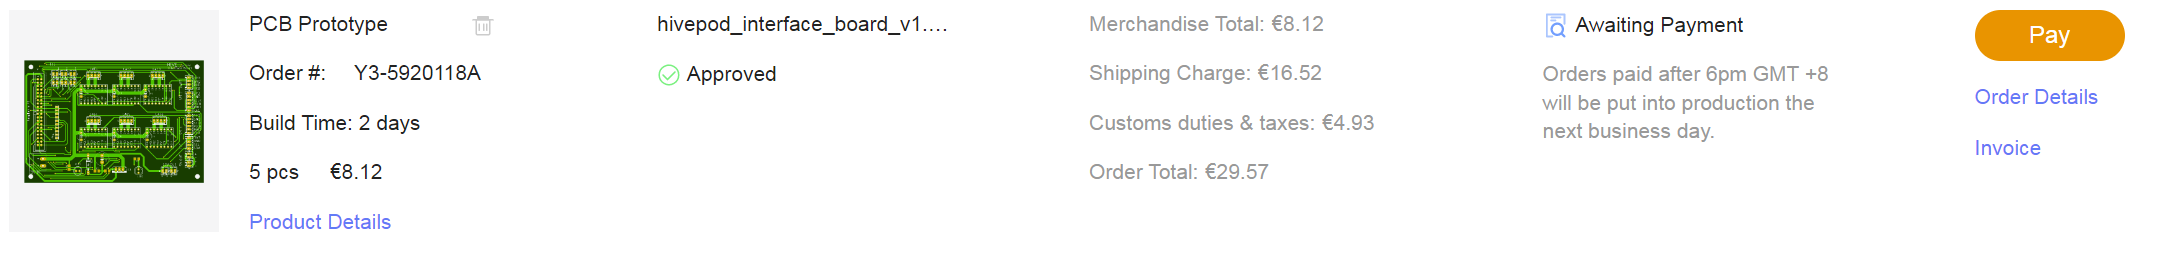 PCB Prototype
Order #: Y3-5920118A
Build Time: 2 days
5 pcs €8.12
Product Details
hivepod_interface_board_v1....
Approved
Merchandise Total: €8.12
Shipping Charge: €16.52
Customs duties & taxes: €4.93
Order Total: €29.57
Awaiting Payment
Orders paid after 6pm GMT +8
will be put into production the
next business day.
Pay
Order Details
Invoice